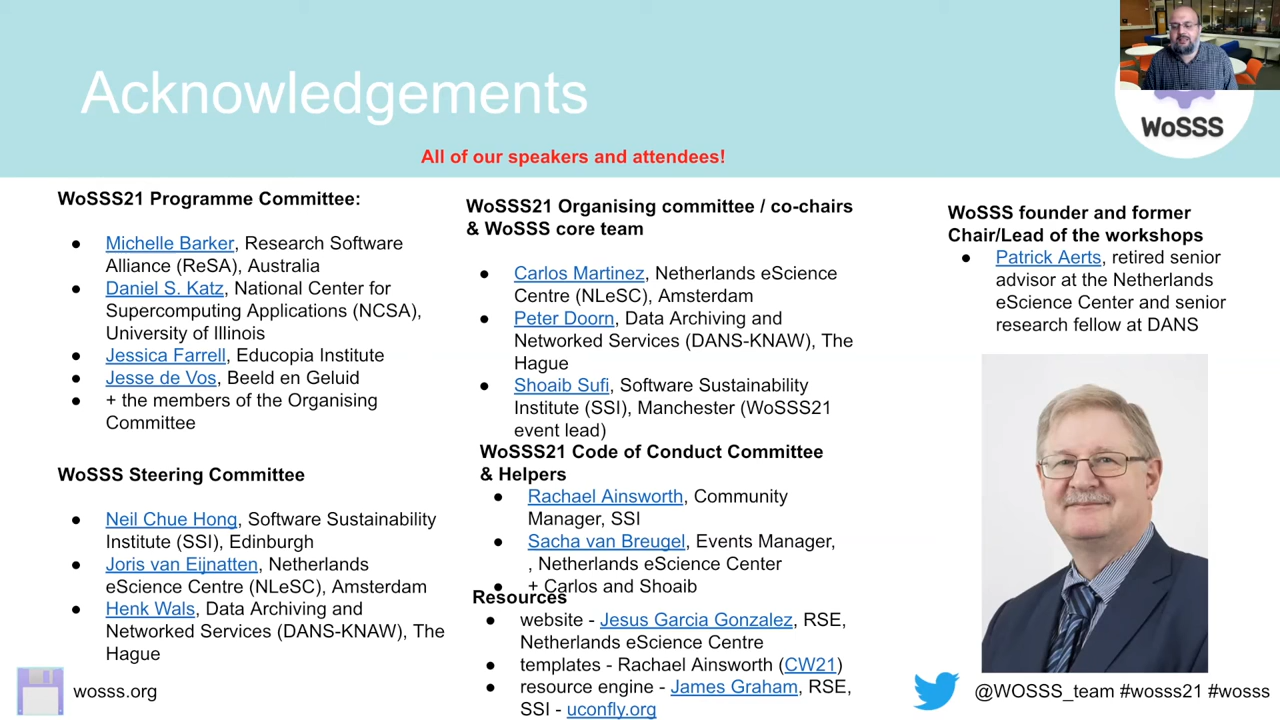 Acknowledgements
WoSSS
All of our speakers and attendees!
WoSSS21 Programme Committee:
● Michelle Barker, Research Software
Alliance (ReSA), Australia
● Daniel S. Katz, National Center for
Supercomputing Applications (NCSA),
University of Illinois
● Jessica Farrell, Educopia Institute
● Jesse de Vos, Beeld en Geluid
● + the members of the Organising
Committee
WoSSS Steering Committee
● Neil Chue Hong, Software Sustainability
Institute (SSI), Edinburgh
● Joris van Eijnatten, Netherlands
eScience Centre (NLeSC), Amsterdam
● Henk Wals, Data Archiving and
Networked Services (DANS-KNAW), The
Hague
wosss.org
WoSSS21 Organising committee / co-chairs
& WoSSS core team
● Carlos Martinez, Netherlands eScience
Centre (NLeSC), Amsterdam
● Peter Doorn, Data Archiving and
Networked Services (DANS-KNAW), The
Hague
● Shoaib Sufi, Software Sustainability
Institute (SSI), Manchester (WoSSS21
event lead)
WoSSS21 Code of Conduct Committee
& Helpers
● Rachael Ainsworth, Community
Manager, SSI
● Sacha van Breugel, Events Manager,
, Netherlands eScience Center
● + Carlos and Shoaib
Resources
● website - Jesus Garcia Gonzalez, RSE,
Netherlands eScience Centre
● templates - Rachael Ainsworth (CW21)
● resource engine - James Graham, RSE,
SSI - uconfly.org
WoSSS founder and former
Chair/Lead of the workshops
● Patrick Aerts, retired senior
advisor at the Netherlands
eScience Center and senior
research fellow at DANS
@WOSSS_team #wosss21 #wosss